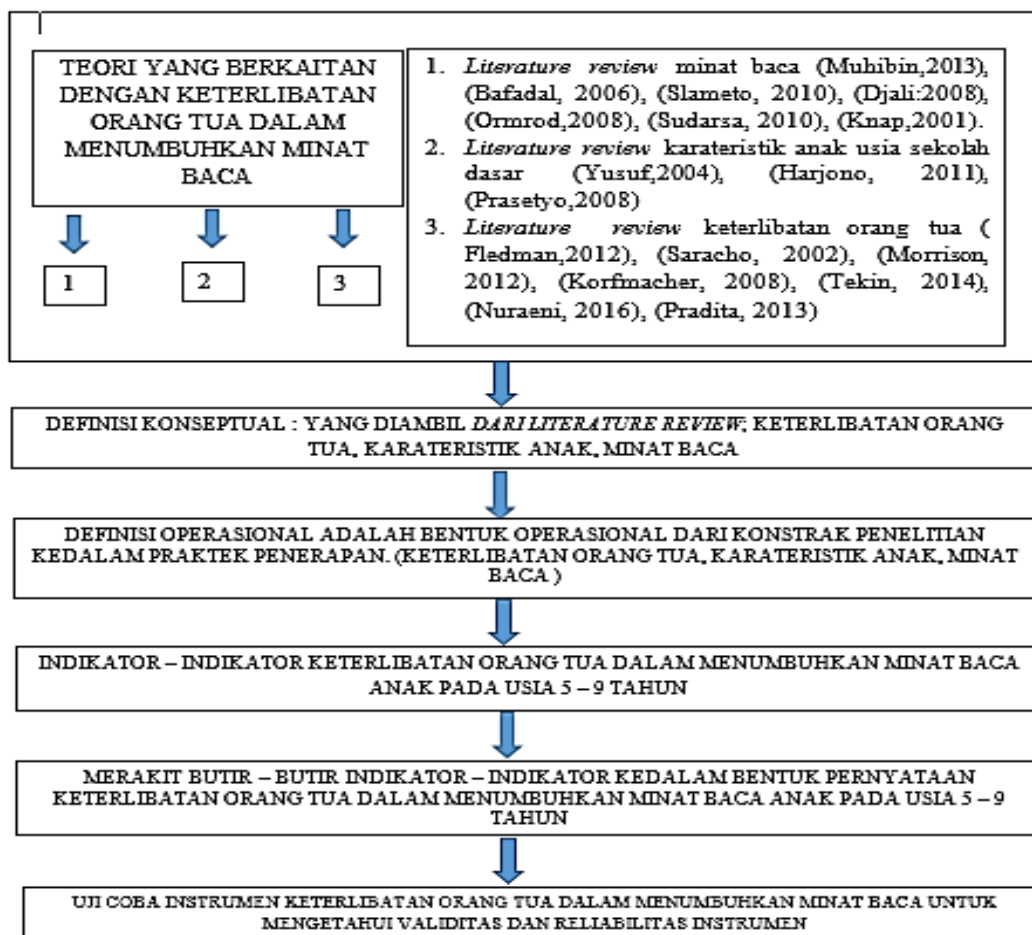 TEORI YANG BERKAITAN
DENGAN KETERLIBATAN
ORANG TUA DALAM
MENUMBUHKAN MINAT
BACA
1
2
3
1. Literature review minat baca (Muhibin,2013),
(Bafadal, 2006), (Slameto, 2010), (Djali:2008),
(Ormrod,2008), (Sudarsa, 2010), (Knap,2001).
2. Literature review karateristik anak usia sekolah
dasar (Yusuf,2004), (Harjono, 2011),
(Prasetyo,2008)
3. Literature review keterlibatan orang tua (
Fledman,2012), (Saracho, 2002), (Morrison,
2012), (Korfmacher, 2008), (Tekin, 2014),
(Nuraeni, 2016), (Pradita, 2013)
DEFINISI KONSEPTUAL : YANG DIAMBIL DARI LITERATURE REVIEW; KETERLIBATAN ORANG
TUA, KARATERISTIK ANAK, MINAT BACA
DEFINISI OPERASIONAL ADALAH BENTUK OPERASIONAL DARI KONSTRAK PENELITIAN
KEDALAM PRAKTEK PENERAPAN. (KETERLIBATAN ORANG TUA, KARATERISTIK ANAK, MINAT
BACA )
INDIKATOR – INDIKATOR KETERLIBATAN ORANG TUA DALAM MENUMBUHKAN MINAT BACA
ANAK PADA USIA 5 – 9 TAHUN
MERAKIT BUTIR – BUTIR INDIKATOR – INDIKATOR KEDALAM BENTUK PERNYATAAN
KETERLIBATAN ORANG TUA DALAM MENUMBUHKAN MINAT BACA ANAK PADA USIA 5 – 9
TAHUN
UJI COBA INSTRUMEN KETERLIBATAN ORANG TUA DALAM MENUMBUHKAN MINAT BACA UNTUK
MENGETAHUI VALIDITAS DAN RELIABILITAS INSTRUMEN